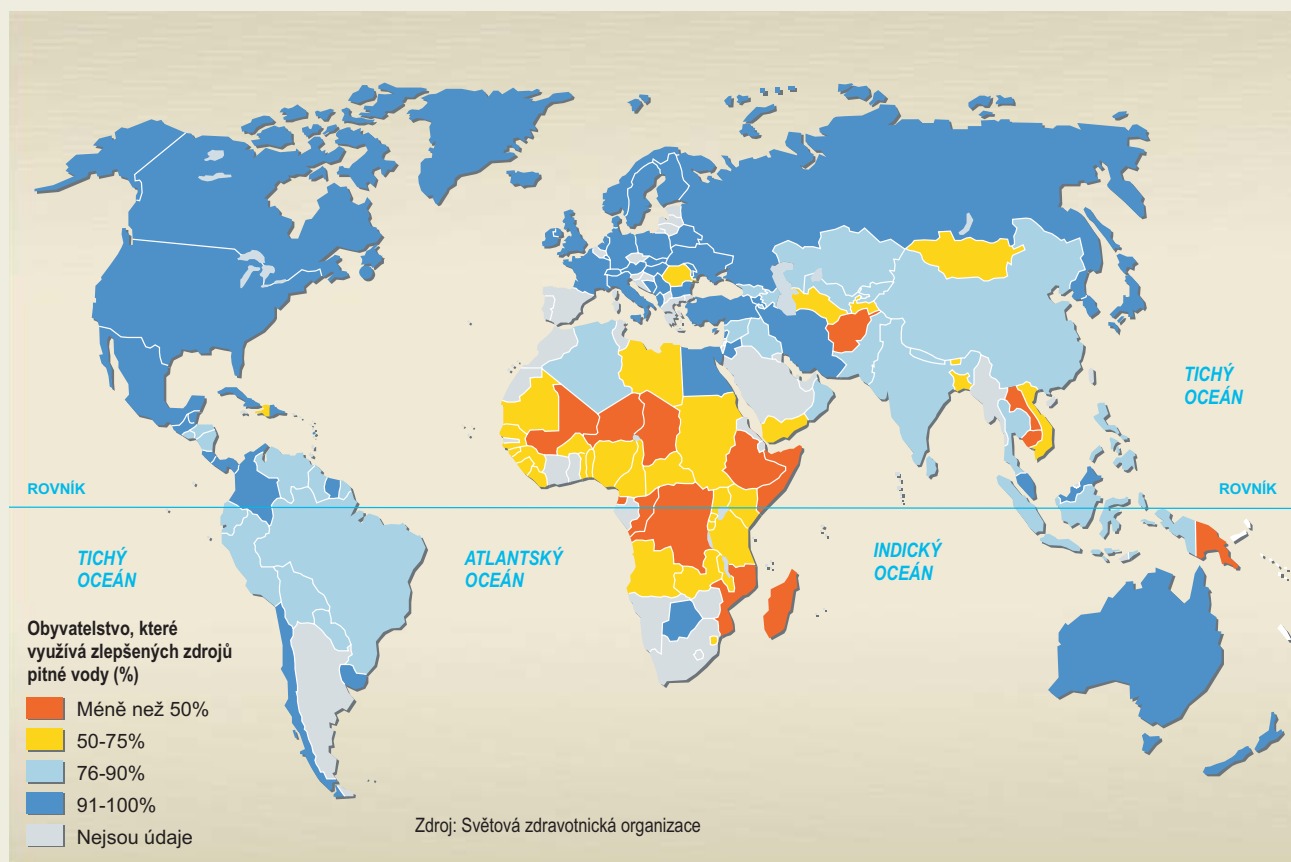 TICHÝ
OCEÁN
ROVNÍK
ROVNÍK
TICHÝ
OCEÁN
ATLANTSKÝ
OCEÁN
INDICKÝ
OCEÁN
Obyvatelstvo, které
využívá zlepšených zdrojů
pitné vody (%)
Méně než 50%
50-75%
76-90%
91-100%
Nejsou údaje
Zdroj: Světová zdravotnická organizace